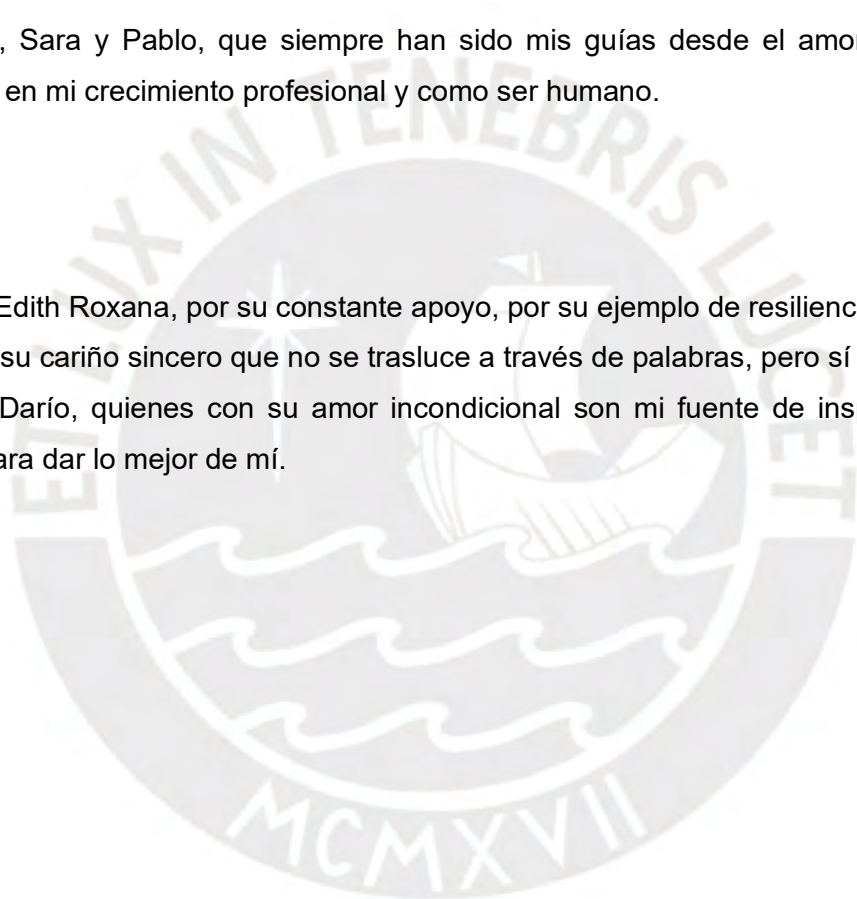 , Sara y Pablo, que siempre han sido mis guías desde el amor
en mi crecimiento profesional y como ser humano.
ET LUX IN TENEBRIS LUCET
Edith Roxana, por su constante apoyo, por su ejemplo de
su cariño sincero que no se trasluce a través de palabras, pero sí
Darío, quienes con su amor incondicional son mi fuente de
para dar lo mejor de mí.
MCMXVII